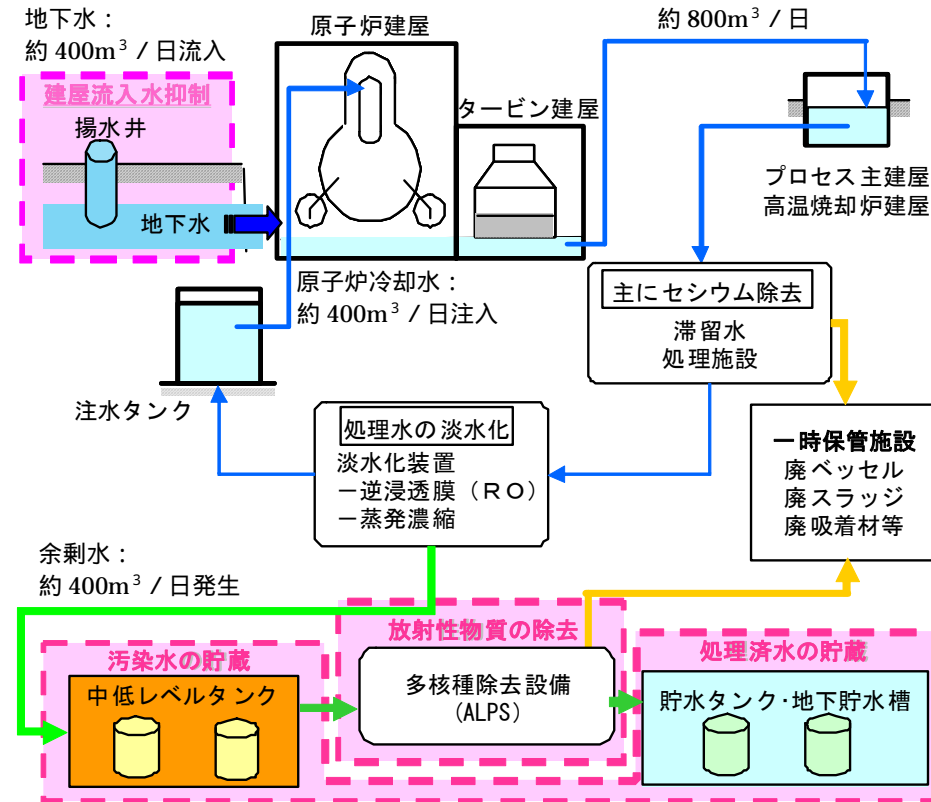 地下水：
約 400m³ / 日流入
建屋流入水抑制
揚水井
地下水
原子炉建屋
タービン建屋
約 800m³ / 日
プロセス主建屋
高温焼却炉建屋
原子炉冷却水：
約 400m³ / 日注入
注水タンク
主にセシウム除去
滞留水
処理施設
処理水の淡水化
淡水化装置
－逆浸透膜（ＲＯ）
－蒸発濃縮
一時保管施設
廃ベッセル
廃スラッジ
廃吸着材等
余剰水：
約 400m³ / 日発生
汚染水の貯蔵
中低レベルタンク
放射性物質の除去
多核種除去設備
(ALPS)
処理済水の貯蔵
貯水タンク･地下貯水槽